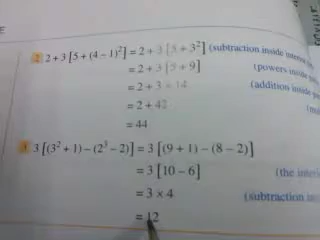 2 2 + 3 [5 + (4 − 1)²] = 2 + 3 [5 + 3²] (subtraction inside
= 2 + 3 [5 + 9] (powers inside
= 2 + 3 × 14 (addition inside
= 2 + 42
= 44
3 [(3² + 1) − (2³ − 2)] = 3 [(9 + 1) − (8 − 2)]
= 3 [10 − 6] (the
= 3 × 4 (subtraction
= 12